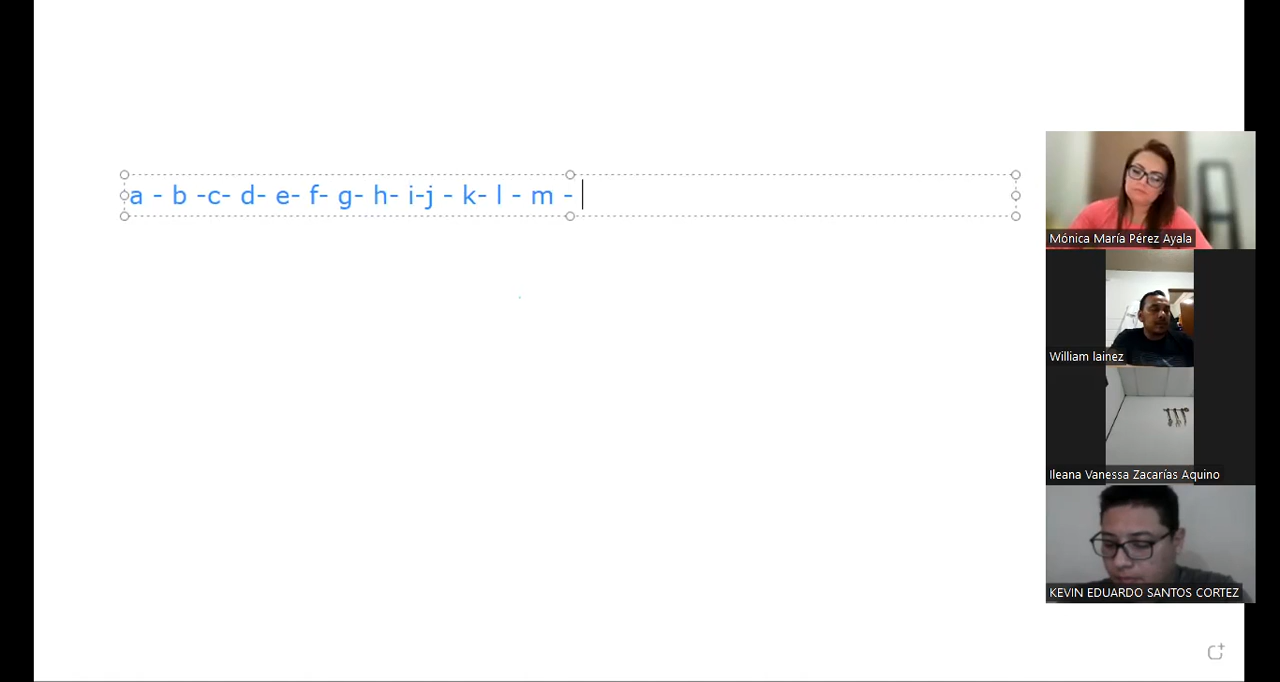 a - b -c- d- e- f- g- h- i-j - k- l - m -
Mónica María Pérez Ayala
William lainez
Ileana Vanessa Zacarías Aquino
KEVIN EDUARDO SANTOS CORTEZ